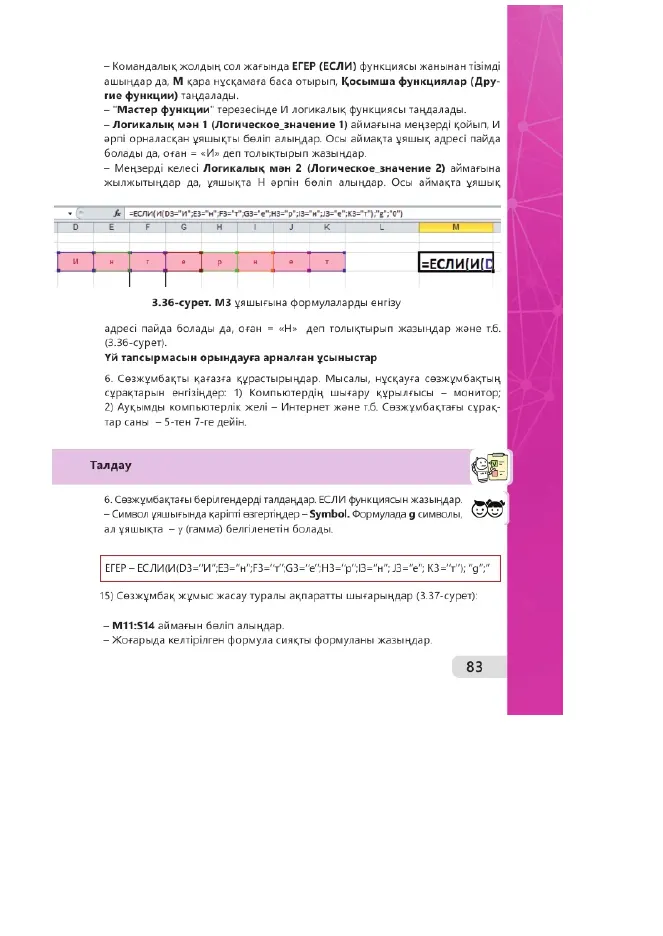 – Командалық жолдың сол жағында ЕГЕР (ЕСЛИ) функциясы жанынан тізімді
ашыңдар да, М қара нұсқамаға баса отырып, Қосымша функциялар (Дру-
гие функции) таңдалады.
– "Мастер функции" терезесінде И логикалық функциясы таңдалады.
– Логикалық мән 1 (Логическое_значение 1) аймағына меңзерді қойып, И
әрпі орналасқан ұяшықты бөліп алыңдар. Осы аймақта ұяшық адресі пайда
болады да, оған = «И» деп толықтырып жазыңдар.
– Меңзерді келесі Логикалық мән 2 (Логическое_значение 2) аймағына
жылжытыңдар да, ұяшықта Н әрпін бөліп алыңдар. Осы аймақта ұяшық
fx =ЕСЛИ(И(D3="И";E3="н";F3="т";G3="е";H3="р";I3="н";J3="е";K3="т");"g";"0")
D E F G H I J K L M
И н т е р н е т =ЕСЛИ(И(D
3.36-сурет. М3 ұяшығына формулаларды енгізу
адресі пайда болады да, оған = «Н» деп толықтырып жазыңдар және т.б.
(3.36-сурет).
Үй тапсырмасын орындауға арналған ұсыныстар
6. Сөзжұмбақты қағазға құрастырыңдар. Мысалы, нұсқауға сөзжұмбақтың
сұрақтарын енгізіңдер: 1) Компьютердің шығару құрылғысы – монитор;
2) Ауқымды компьютерлік желі – Интернет және т.б. Сөзжұмбақтағы сұрақ-
тар саны – 5-тен 7-ге дейін.
Талдау
6. Сөзжұмбақтағы берілгендерді талдаңдар. ЕСЛИ функциясын жазыңдар.
– Символ ұяшығында қаріпті өзгертіңдер – Symbol. Формулада g символы,
ал ұяшықта – γ (гамма) белгіленетін болады.
ЕГЕР – ЕСЛИ(И(D3="И";E3="н";F3="т".G3="е";H3="р";I3="н"; J3="е"; K3="т"); "g";"
15) Сөзжұмбақ жұмыс жасау туралы ақпаратты шығарыңдар (3.37-сурет):
– M11:S14 аймағын бөліп алыңдар.
– Жоғарыда келтірілген формула сияқты формуланы жазыңдар.
83